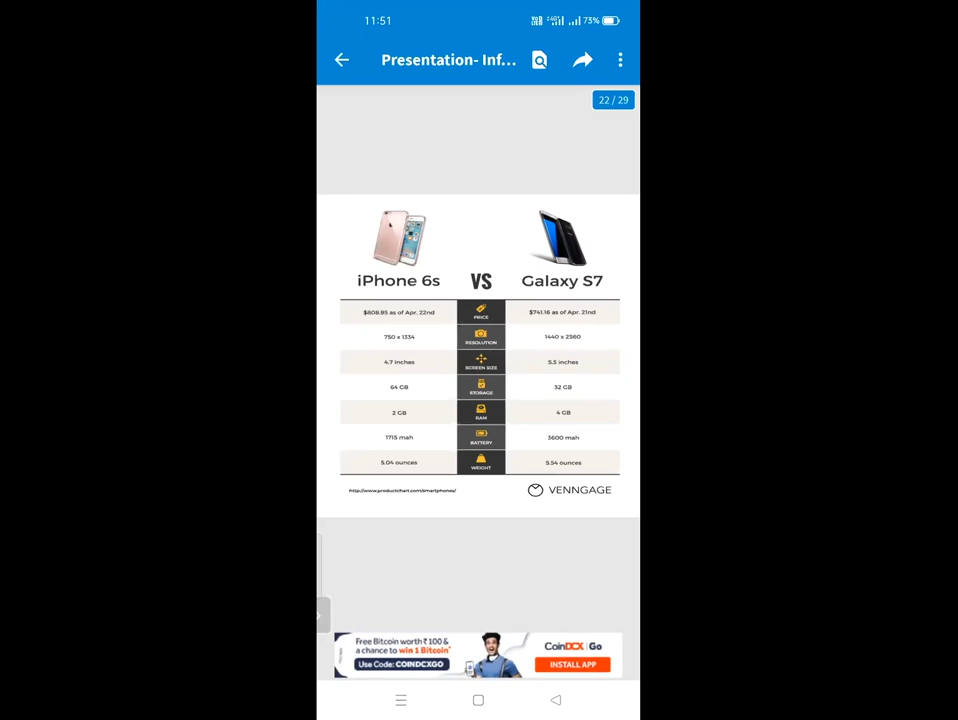 11:51
73%
Presentation- Inf...
22 / 29
iPhone 6s VS Galaxy S7
$808.95 as of Apr. 22nd PRICE $741.16 as of Apr. 21nd
750 x 1334 RESOLUTION 1440 x 2560
4.7 Inches SCREEN SIZE 5.5 inches
64 GB STORAGE 32 GB
2 GB RAM 4 GB
1715 mah BATTERY 3600 mah
5.04 ounces WEIGHT 5.54 ounces
http://www.productchart.com/smartphones/ VENNGAGE
Free Bitcoin worth ₹100 &
a chance to win 1 Bitcoin*
Use Code: COINDCXGO
CoinDCX Go
INSTALL APP